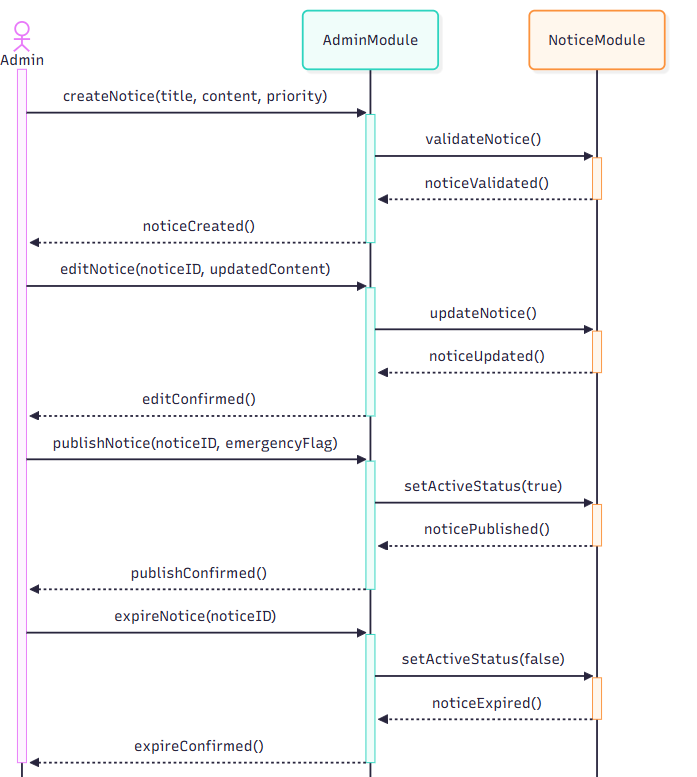 Admin
AdminModule
NoticeModule
createNotice(title, content, priority)
validateNotice()
noticeValidated()
noticeCreated()
editNotice(noticeID, updatedContent)
updateNotice()
noticeUpdated()
editConfirmed()
publishNotice(noticeID, emergencyFlag)
setActiveStatus(true)
noticePublished()
publishConfirmed()
expireNotice(noticeID)
setActiveStatus(false)
noticeExpired()
expireConfirmed()